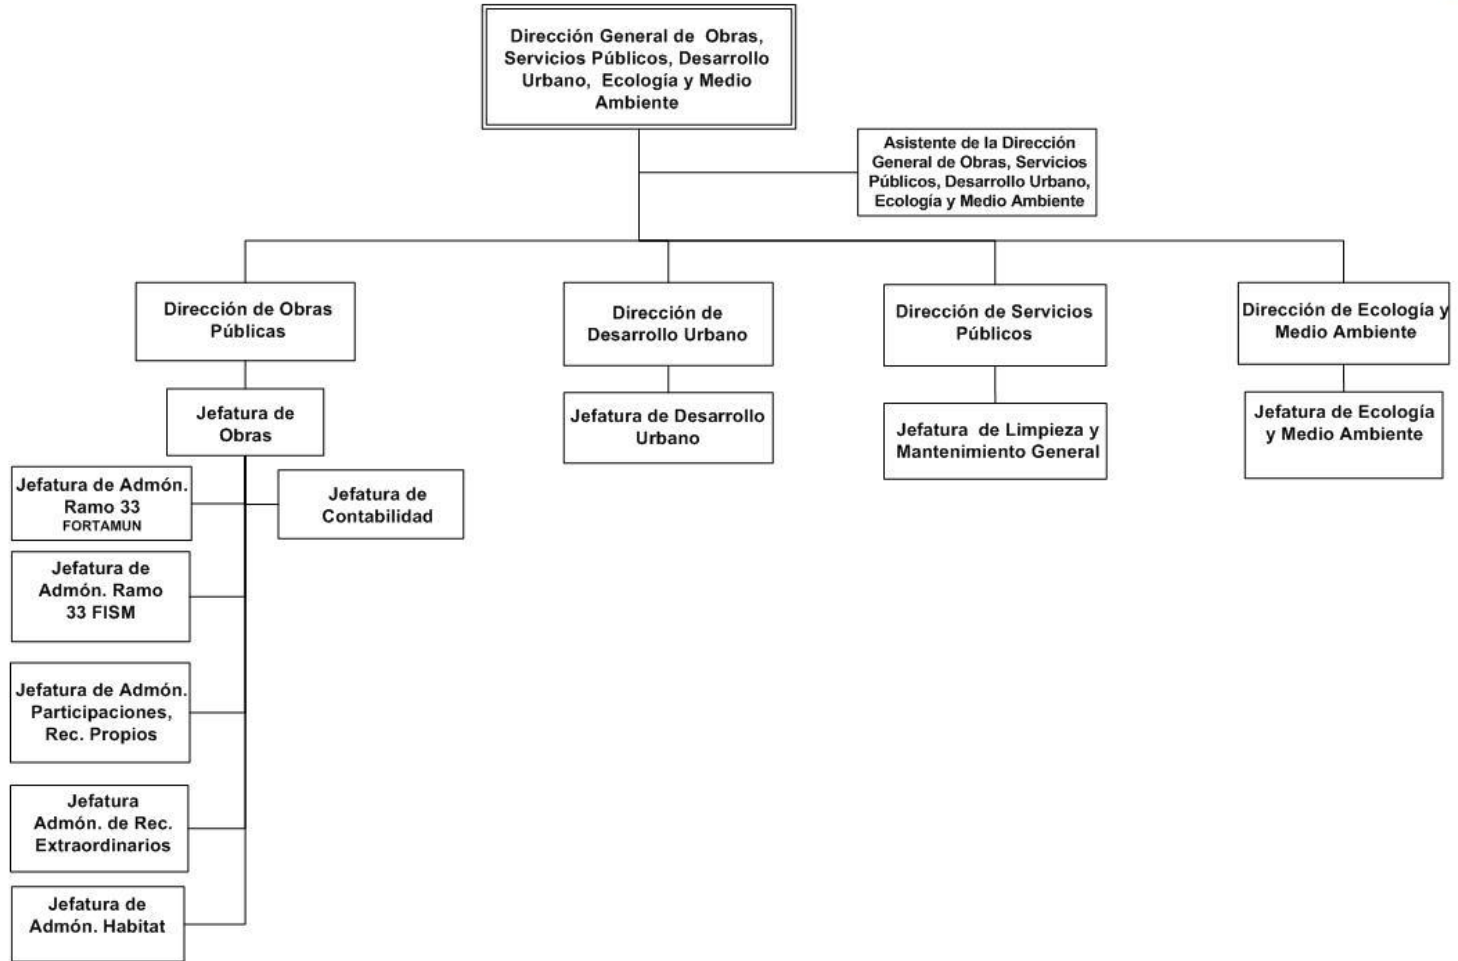 Dirección General de Obras,
Servicios Públicos, Desarrollo
Urbano, Ecología y Medio
Ambiente
Asistente de la Dirección
General de Obras, Servicios
Públicos, Desarrollo Urbano,
Ecología y Medio Ambiente
Dirección de Obras
Públicas
Dirección de
Desarrollo Urbano
Dirección de Servicios
Públicos
Dirección de Ecología y
Medio Ambiente
Jefatura de
Obras
Jefatura de Desarrollo
Urbano
Jefatura de Limpieza y
Mantenimiento General
Jefatura de Ecología
y Medio Ambiente
Jefatura de Admón.
Ramo 33
FORTAMUN
Jefatura de
Contabilidad
Jefatura de
Admón. Ramo
33 FISM
Jefatura de Admón.
Participaciones,
Rec. Propios
Jefatura
Admón. de Rec.
Extraordinarios
Jefatura de
Admón. Habitat